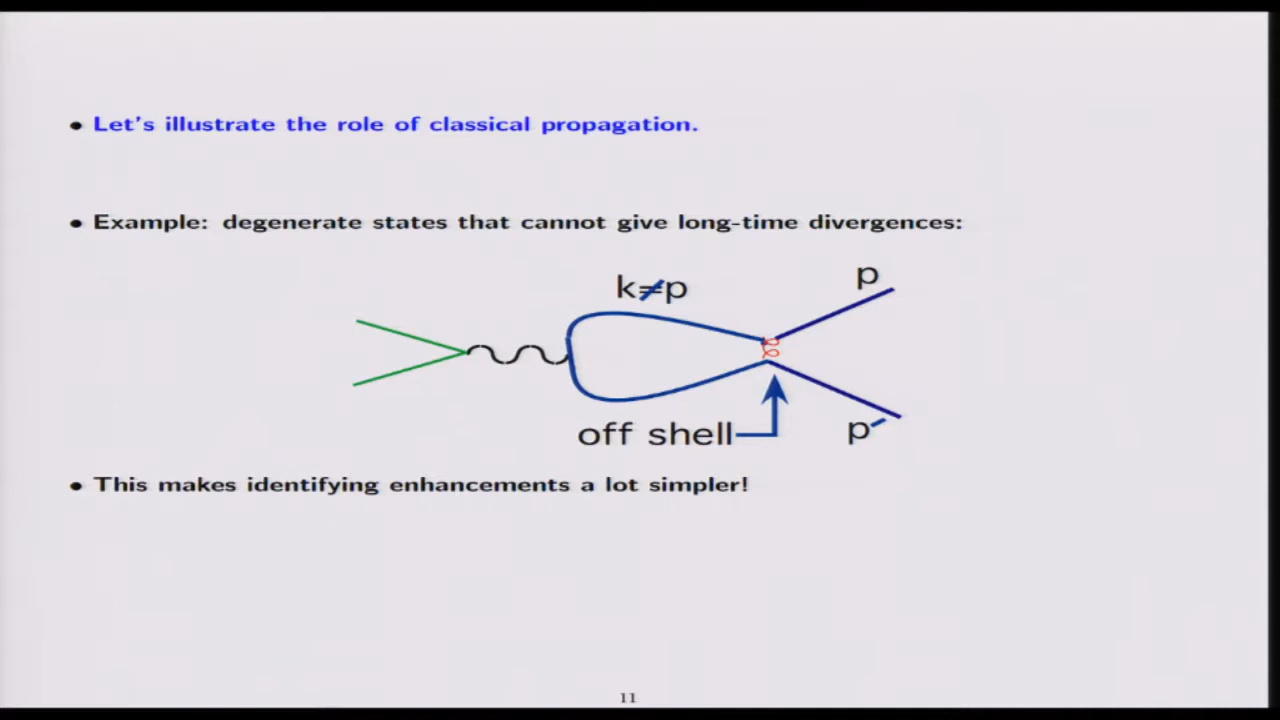 • Let's illustrate the role of classical propagation.
• Example: degenerate states that cannot give long-time divergences:
k≠p
p
off shell
p′
• This makes identifying enhancements a lot simpler!
11